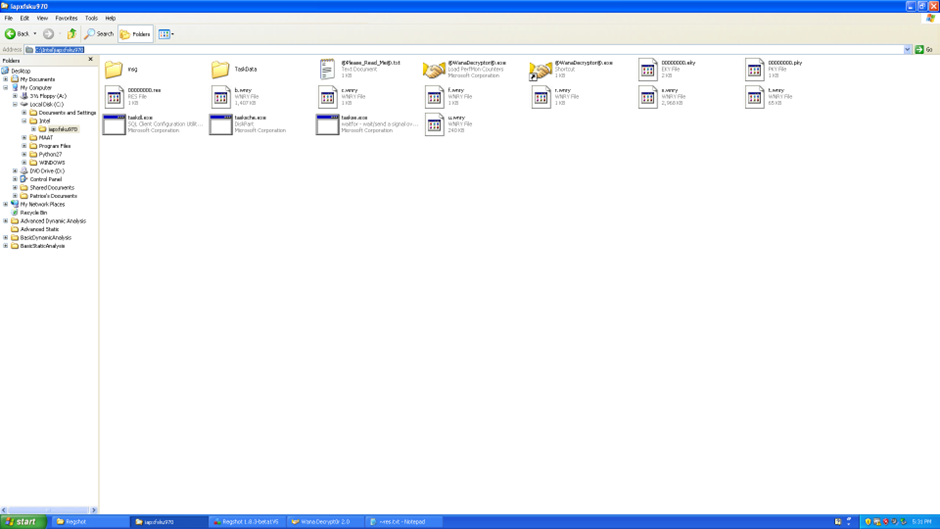 iapxfsku970
File Edit View Favorites Tools Help
Back Search Folders
Address C:\Intel\iapxfsku970 Go
Folders
Desktop
My Documents
My Computer
3½ Floppy (A:)
Local Disk (C:)
Documents and Settings
Intel
iapxfsku970
MAAT
Program Files
Python27
WINDOWS
DVD Drive (D:)
Control Panel
Shared Documents
My Network Places
Recycle Bin
Advanced Dynamic Analysis
Advanced Static
BasicDynamicAnalysis
BasicStaticAnalysis
msg
TaskData
@Please_Read_Me@.txt
Text Document
1 KB
@WanaDecryptor@.exe
Load PerfMon Counters
Microsoft Corporation
@WanaDecryptor@.exe
Shortcut
1 KB
00000000.eky
EKY File
2 KB
00000000.pky
PKY File
1 KB
00000000.res
RES File
1 KB
b.wnry
WNRY File
1,407 KB
c.wnry
WNRY File
1 KB
f.wnry
WNRY File
1 KB
r.wnry
WNRY File
1 KB
s.wnry
WNRY File
2,968 KB
t.wnry
WNRY File
65 KB
taskdl.exe
SQL Client Configuration Utilit...
Microsoft Corporation
tasksche.exe
DiskPart
Microsoft Corporation
taskse.exe
waitfor - wait/send a signal ov...
Microsoft Corporation
u.wnry
WNRY File
240 KB
start Regshot iapxfsku970 Regshot 1.8.3-beta1V5 Wana Decrypt0r 2.0 ~res.txt - Notepad 5:31 PM